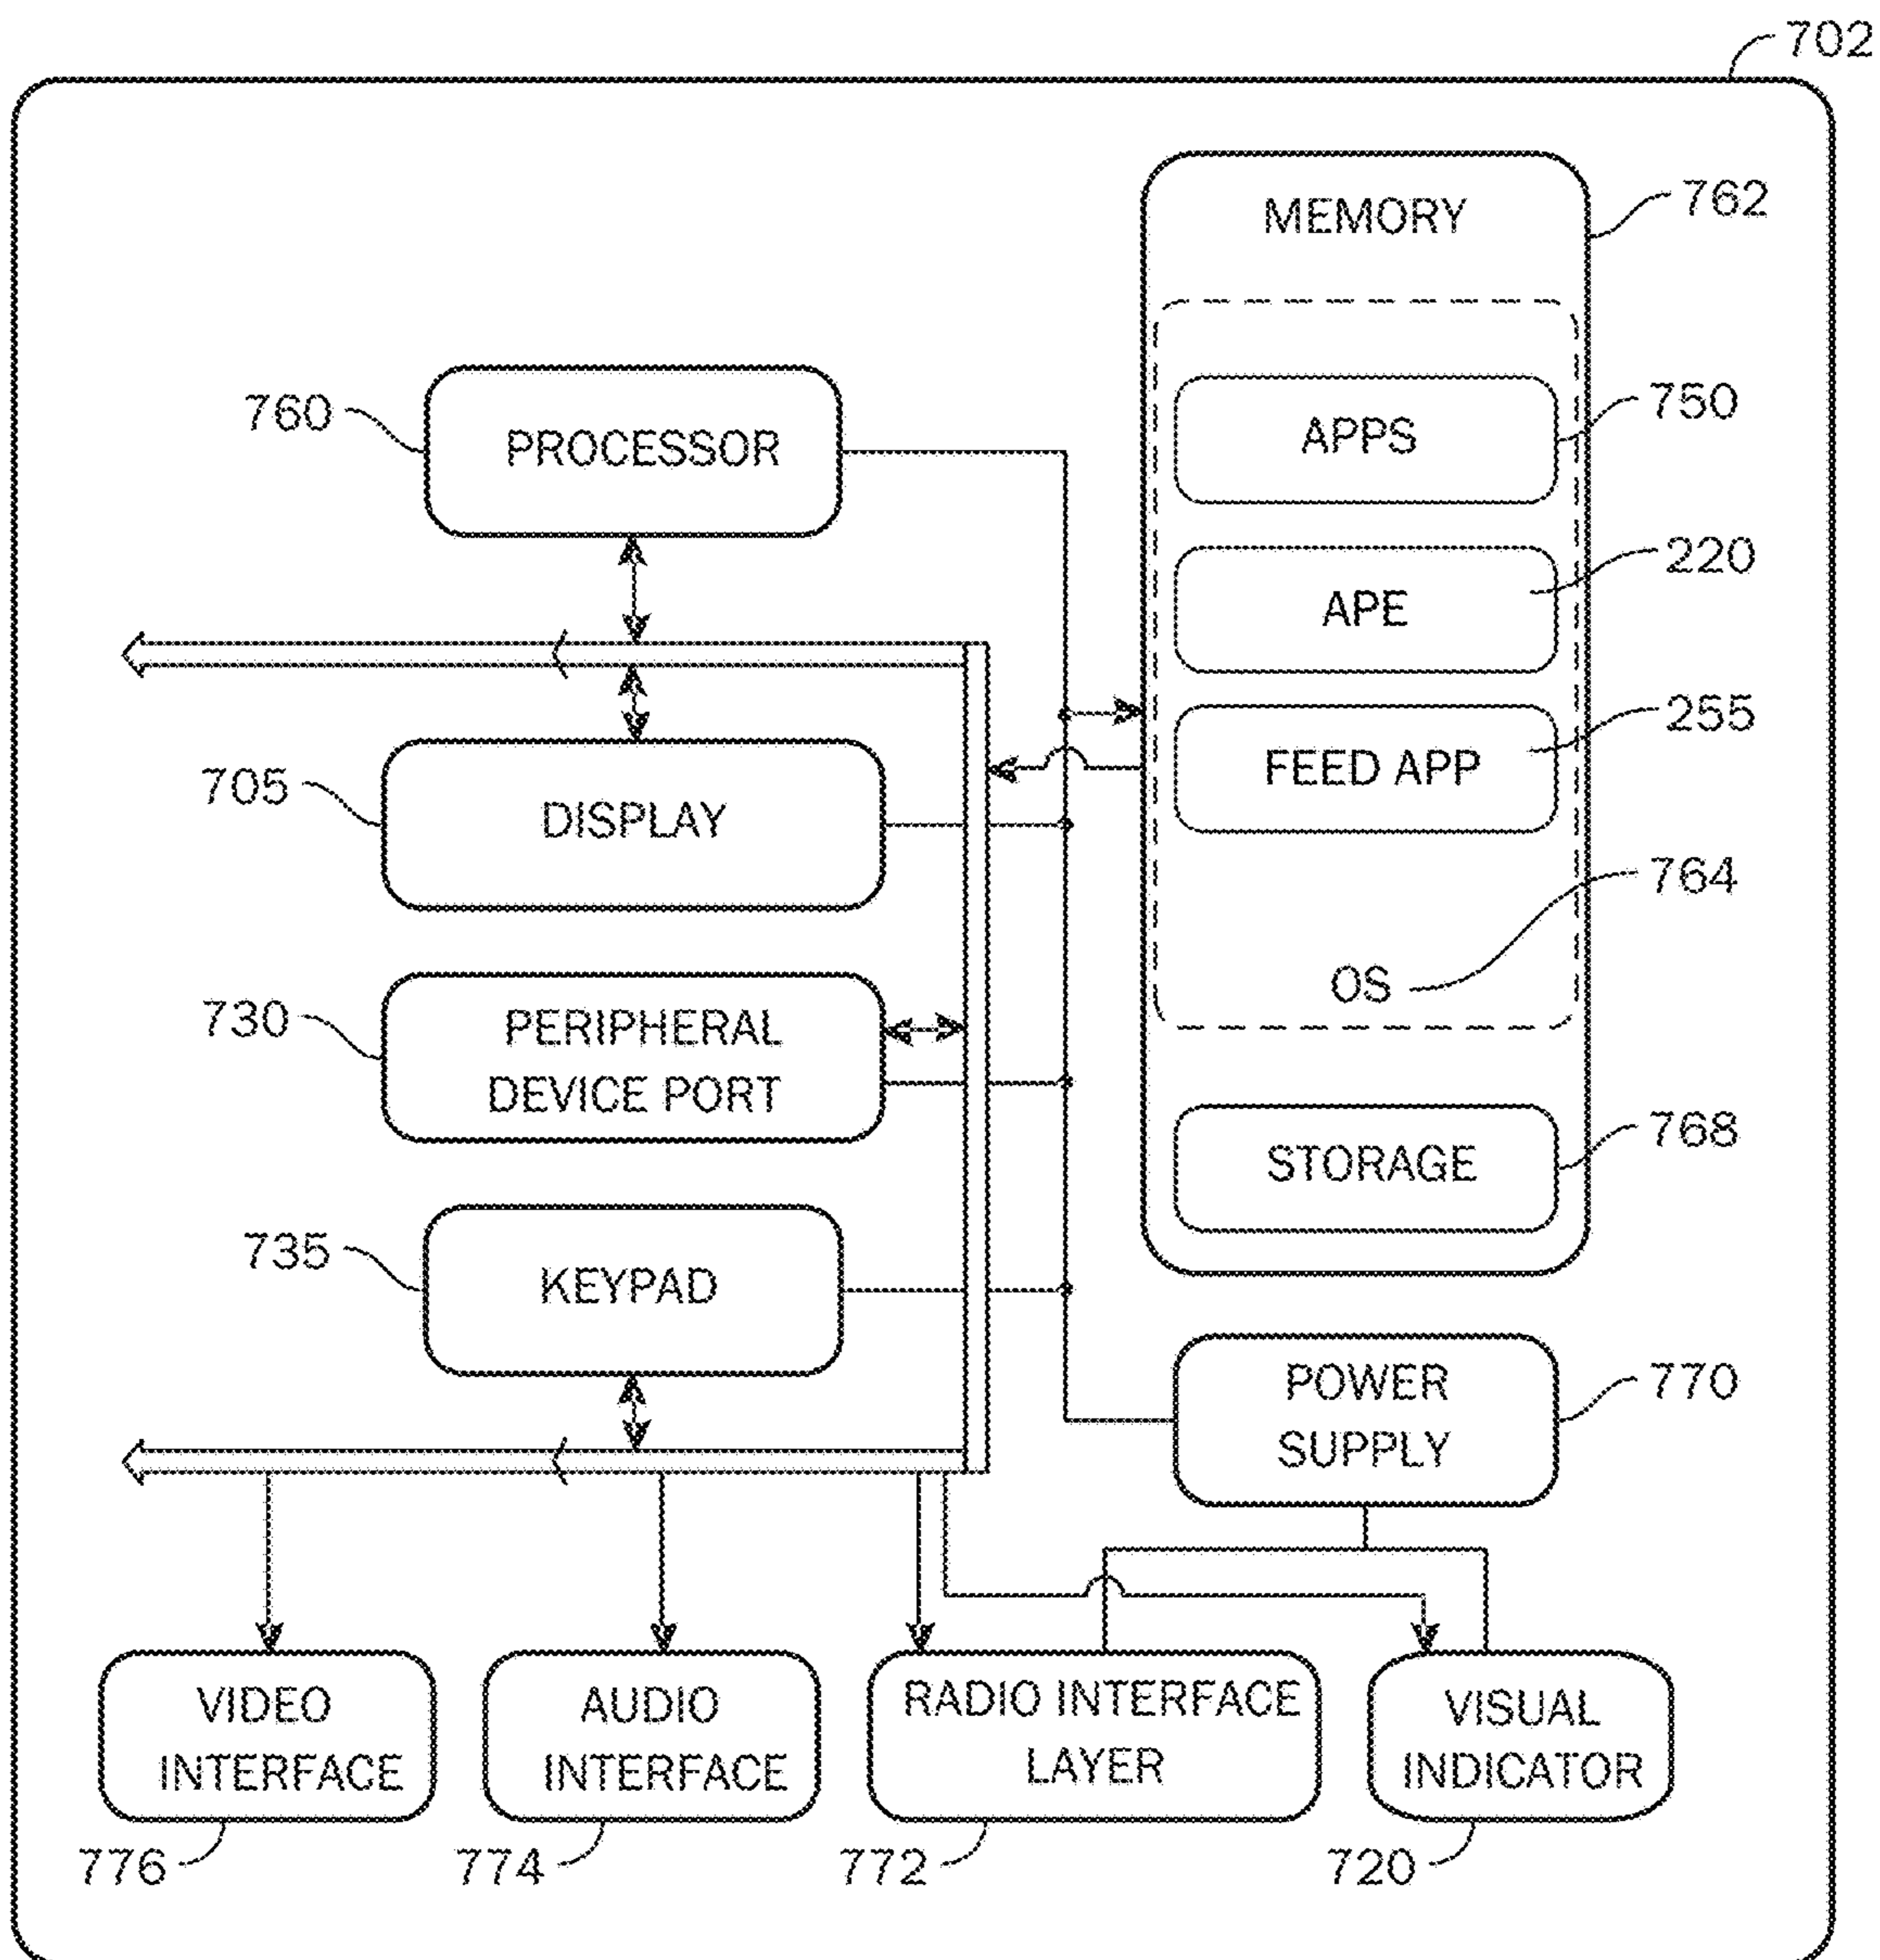 702
MEMORY
762
APPS
750
760
PROCESSOR
APE
220
FEED APP
255
705
DISPLAY
764
OS
730
PERIPHERAL
DEVICE PORT
STORAGE
768
735
KEYPAD
POWER
SUPPLY
770
VIDEO
INTERFACE
AUDIO
INTERFACE
RADIO INTERFACE
LAYER
VISUAL
INDICATOR
776
774
772
720